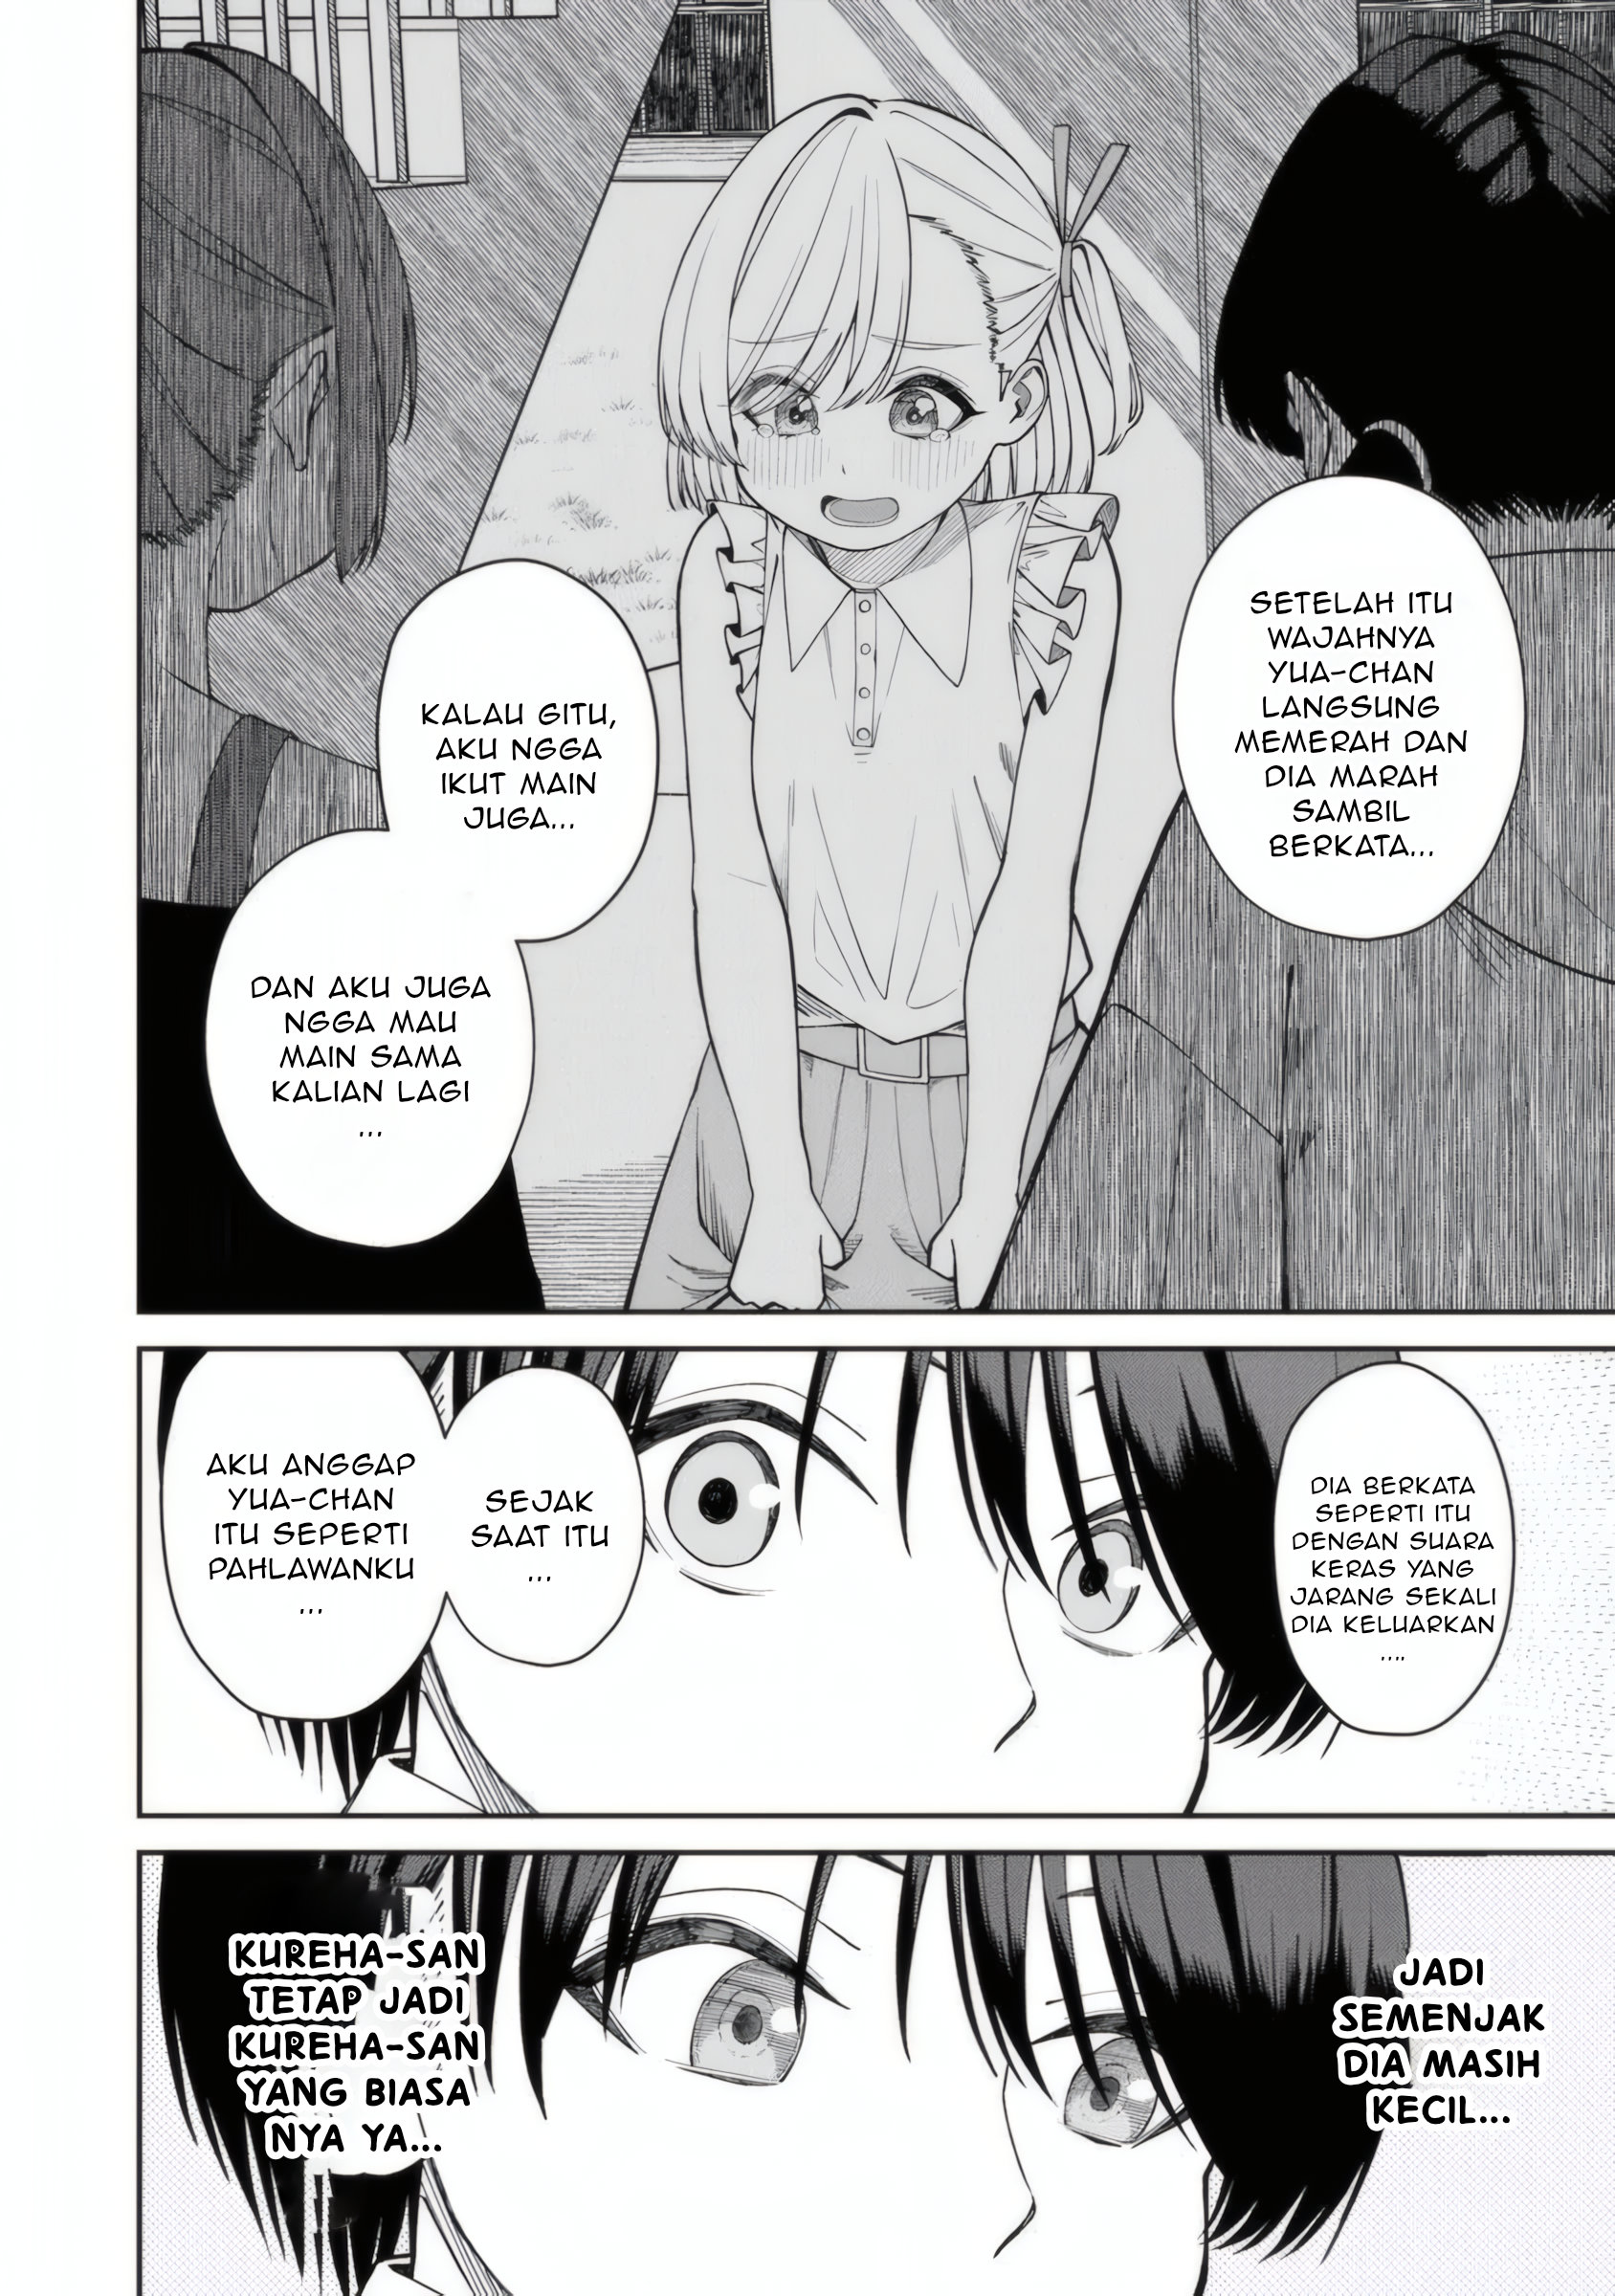 SETELAH ITU
WAJAHNYA
YUA-CHAN
LANGSUNG
MEMERAH DAN
DIA MARAH
SAMBIL
BERKATA...
KALAU GITU,
AKU NGGA
IKUT MAIN
JUGA...
DAN AKU JUGA
NGGA MAU
MAIN SAMA
KALIAN LAGI
...
DIA BERKATA
SEPERTI ITU
DENGAN SUARA
KERAS YANG
JARANG SEKALI
DIA KELUARKAN
....
SEJAK
SAAT ITU
...
AKU ANGGAP
YUA-CHAN
ITU SEPERTI
PAHLAWANKU
...
JADI
SEMENJAK
DIA MASIH
KECIL...
KUREHA-SAN
TETAP JADI
KUREHA-SAN
YANG BIASA
NYA YA...